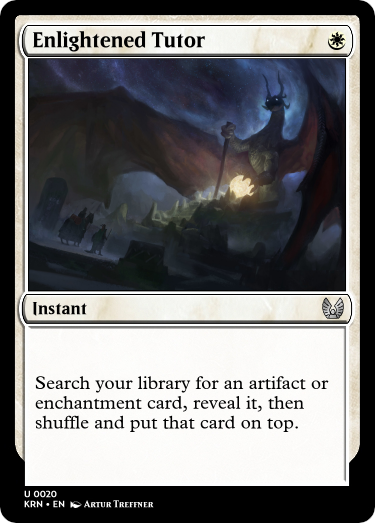 Enlightened Tutor
Instant
Search your library for an artifact or
enchantment card, reveal it, then
shuffle and put that card on top.
U 0020
KRN • EN Artur Treffner